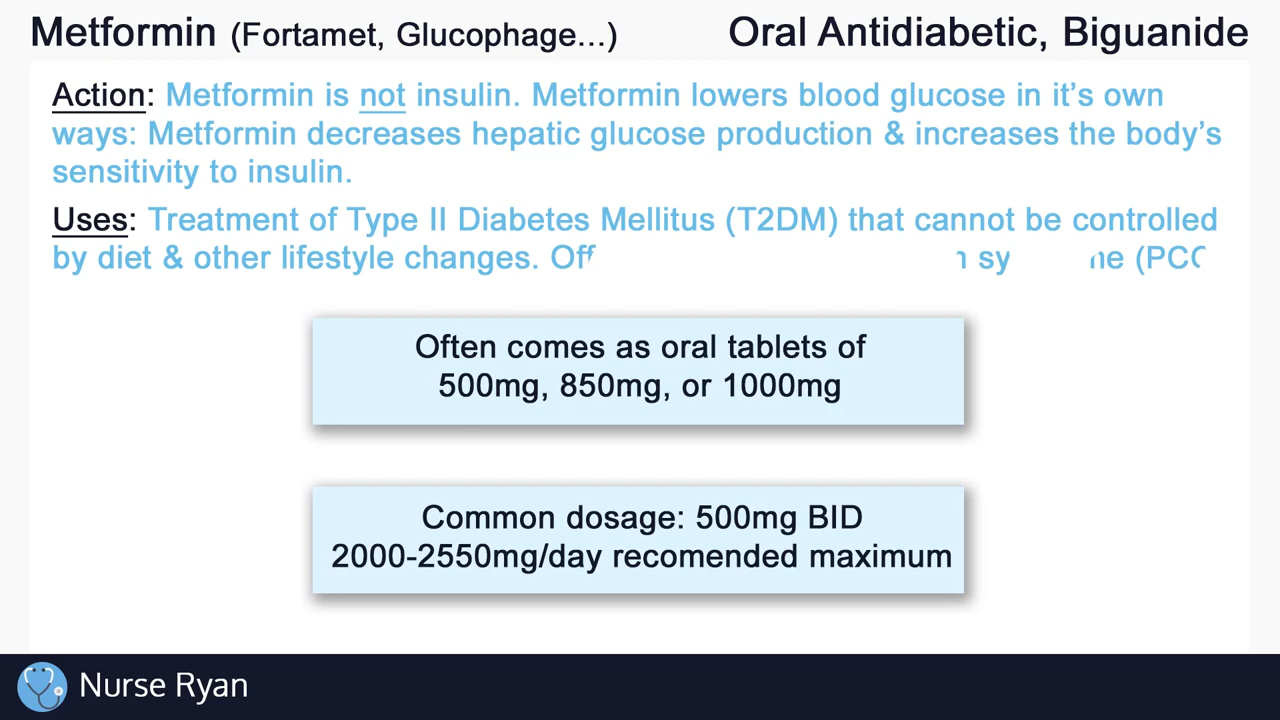 Metformin (Fortamet, Glucophage...)
Oral Antidiabetic, Biguanide
Action: Metformin is not insulin. Metformin lowers blood glucose in it's own
ways: Metformin decreases hepatic glucose production & increases the body's
sensitivity to insulin.
Uses: Treatment of Type II Diabetes Mellitus (T2DM) that cannot be controlled
by diet & other lifestyle changes.
Often comes as oral tablets of
500mg, 850mg, or 1000mg
Common dosage: 500mg BID
2000-2550mg/day recomended maximum
Nurse Ryan